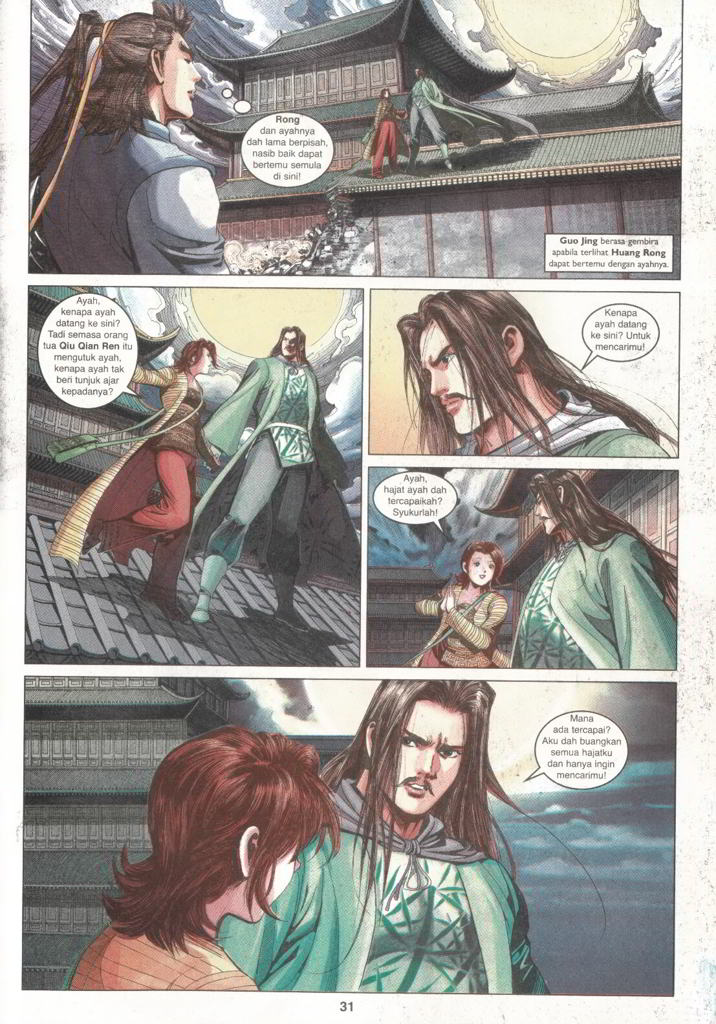 Rong
dan ayahnya
dah lama berpisah,
nasib baik dapat
bertemu semula
di sini!
Guo Jing berasa gembira
apabila terlihat Huang Rong
dapat bertemu dengan ayahnya.
Ayah,
kenapa ayah
datang ke sini?
Tadi semasa orang
tua Qiu Qian Ren itu
mengutuk ayah,
kenapa ayah tak
beri tunjuk ajar
kepadanya?
Kenapa
ayah datang
ke sini? Untuk
mencarimu!
Ayah,
hajat ayah dah
tercapaikah?
Syukurlah!
Mana
ada tercapai?
Aku dah buangkan
semua hajatku
dan hanya ingin
mencarimu!
31